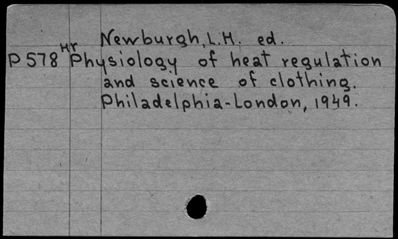 Newburgh, L.H. ed.
Hr
P 578 Physiology of heat regulation
and science of clothing.
Philadelphia-London, 1949.